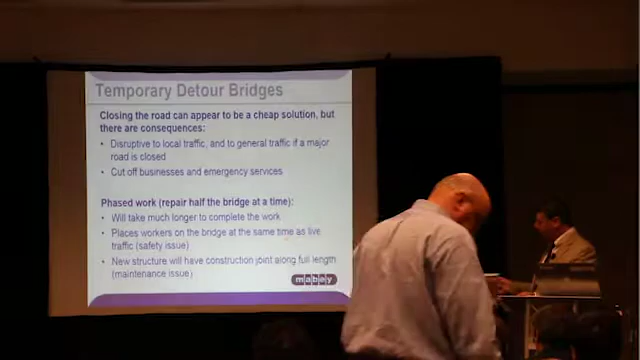 Temporary Detour Bridges
Closing the road can appear to be a cheap solution, but
there are consequences:
• Disruptive to local traffic, and to general traffic if a major
road is closed
• Cut off businesses and emergency services
Phased work (repair half the bridge at a time):
• Will take much longer to complete the work
• Places workers on the bridge at the same time as live
traffic (safety issue)
• New structure will have construction joint along full length
(maintenance issue)
mabey